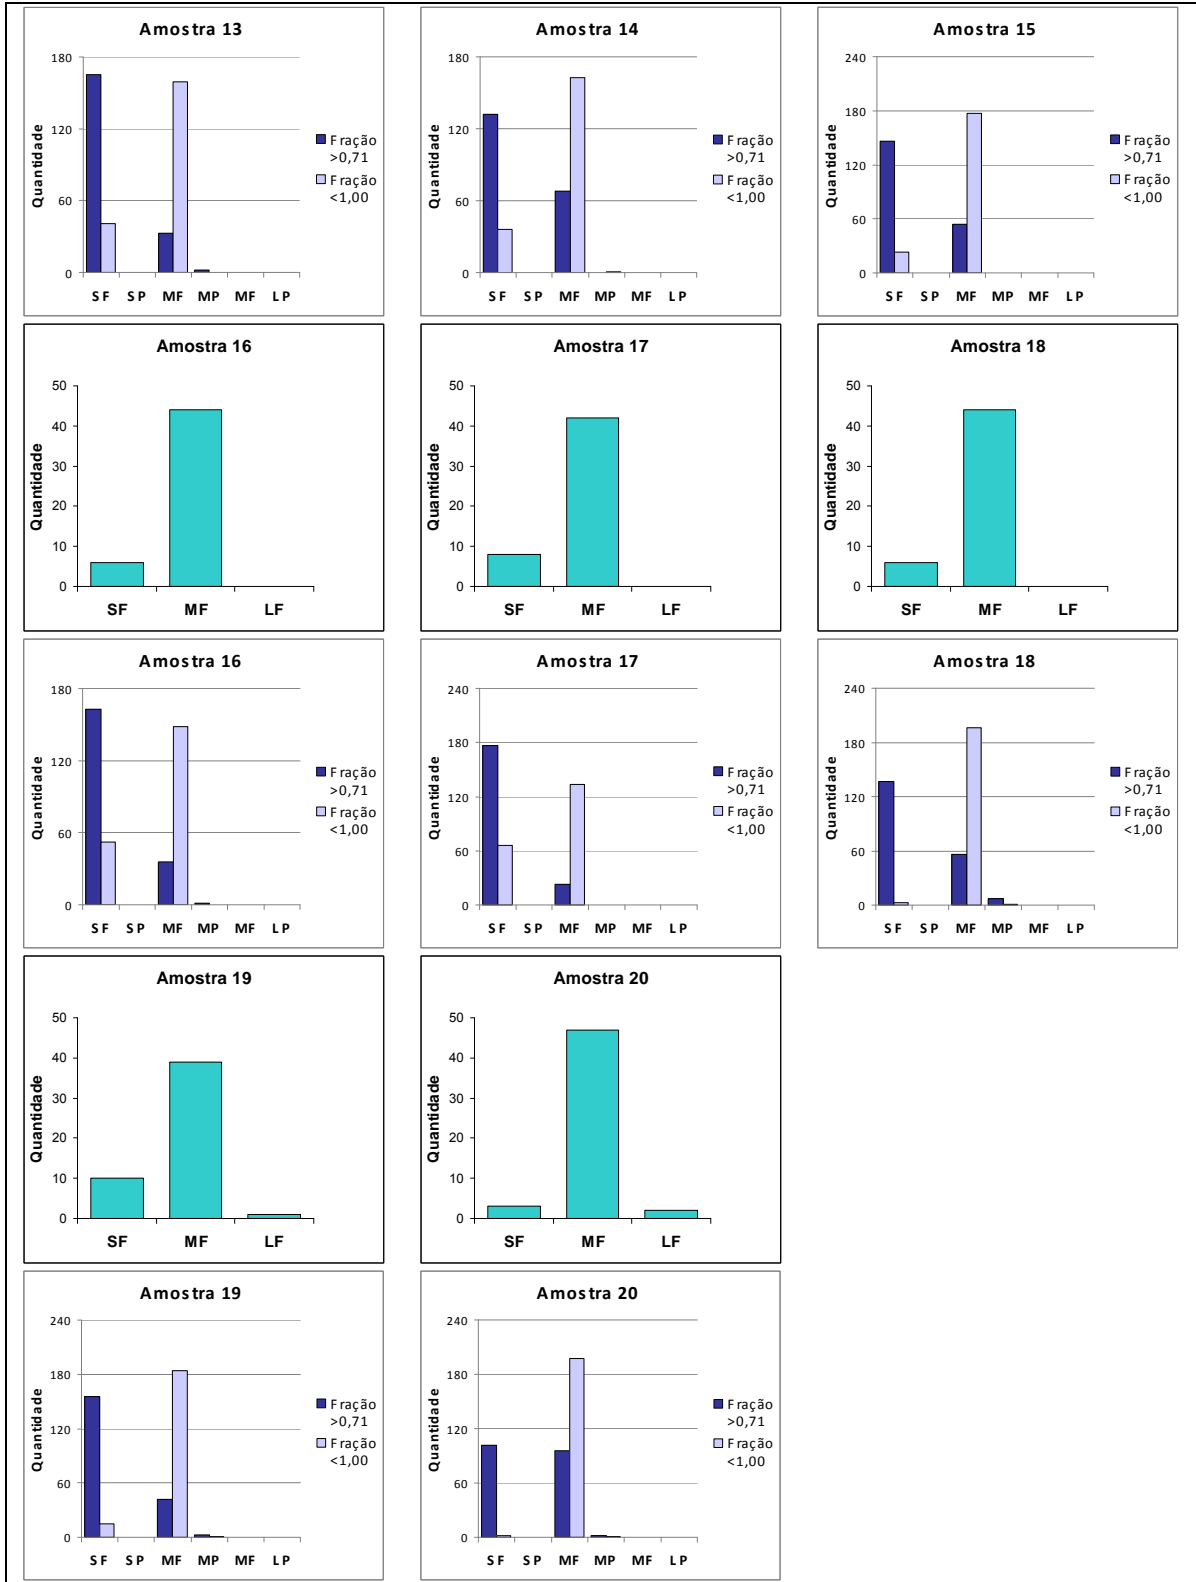 Amostra 13
180
120
60
0
Quantidade
SF SP MF MP MF LP
Fração
>0,71
Fração
<1,00
Amostra 14
180
120
60
0
Quantidade
SF SP MF MP MF LP
Fração
>0,71
Fração
<1,00
Amostra 15
240
180
120
60
0
Quantidade
SF SP MF MP MF LP
Fração
>0,71
Fração
<1,00
Amostra 16
50
40
30
20
10
0
Quantidade
SF MF LF
Amostra 17
50
40
30
20
10
0
Quantidade
SF MF LF
Amostra 18
50
40
30
20
10
0
Quantidade
SF MF LF
Amostra 16
180
120
60
0
Quantidade
SF SP MF MP MF LP
Fração
>0,71
Fração
<1,00
Amostra 17
240
180
120
60
0
Quantidade
SF SP MF MP MF LP
Fração
>0,71
Fração
<1,00
Amostra 18
240
180
120
60
0
Quantidade
SF SP MF MP MF LP
Fração
>0,71
Fração
<1,00
Amostra 19
50
40
30
20
10
0
Quantidade
SF MF LF
Amostra 20
50
40
30
20
10
0
Quantidade
SF MF LF
Amostra 19
240
180
120
60
0
Quantidade
SF SP MF MP MF LP
Fração
>0,71
Fração
<1,00
Amostra 20
240
180
120
60
0
Quantidade
SF SP MF MP MF LP
Fração
>0,71
Fração
<1,00